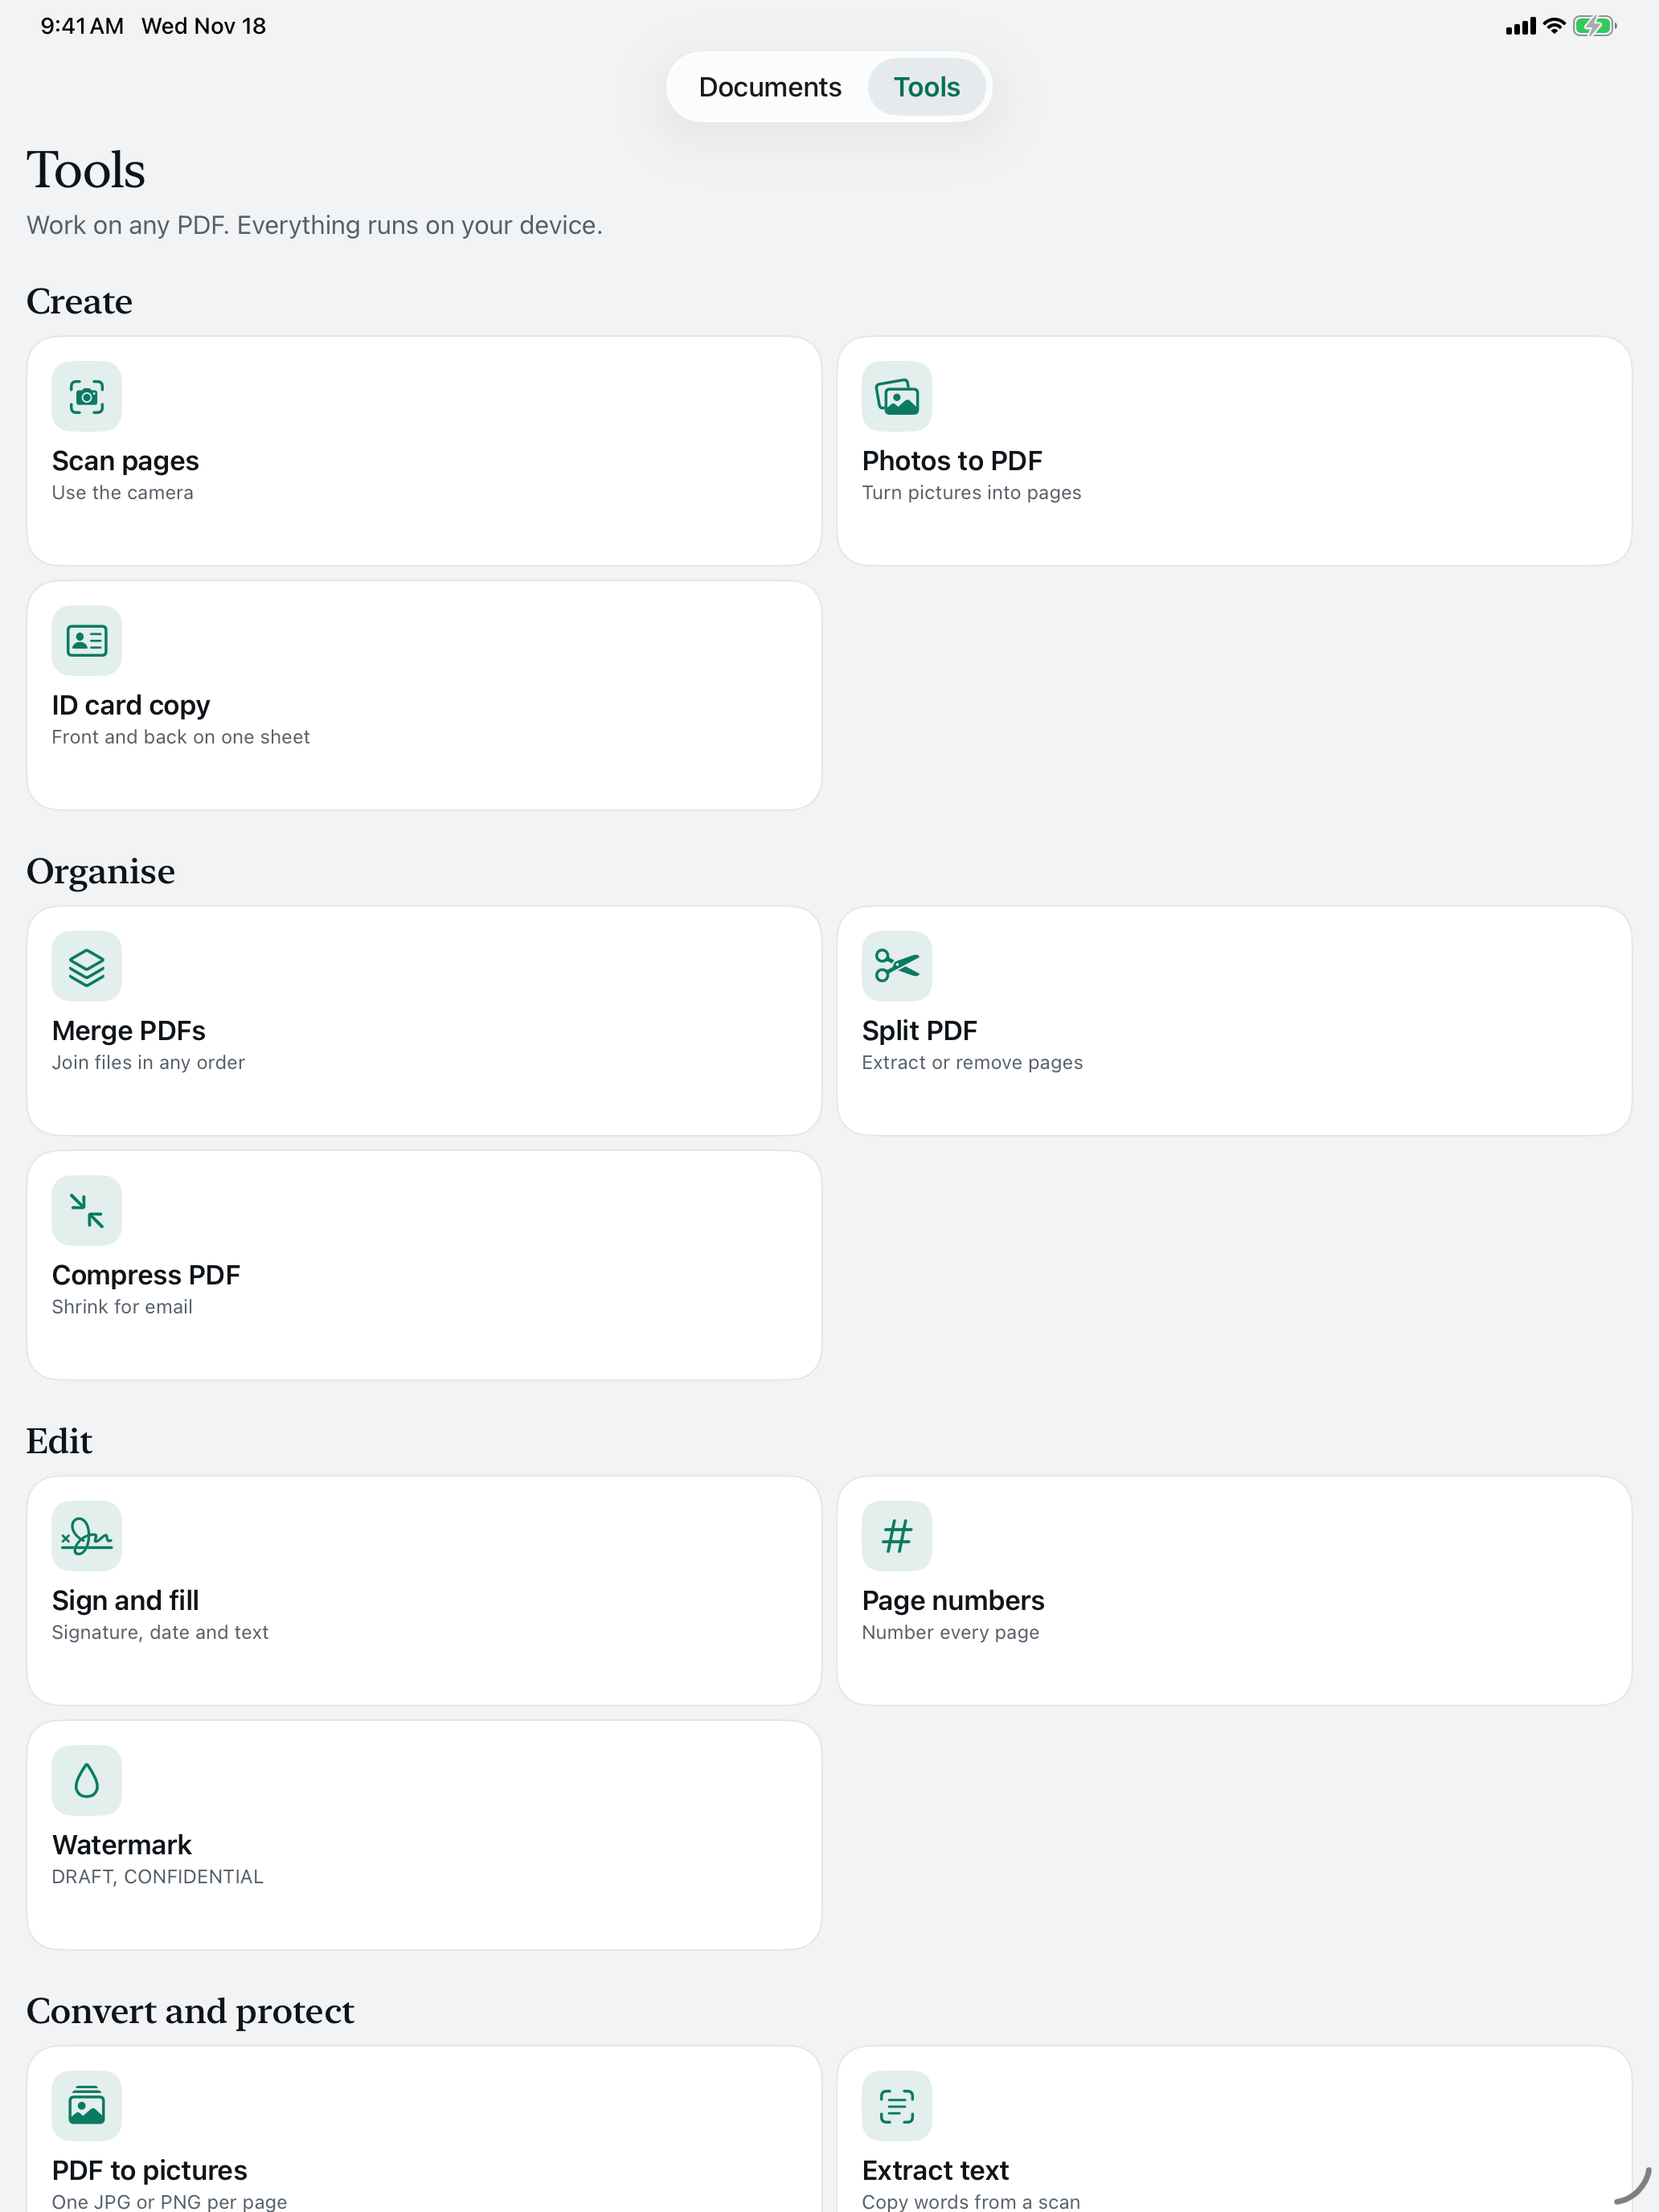 9:41 AM Wed Nov 18
Documents
Tools
Tools
Work on any PDF. Everything runs on your device.
Create
Scan pages
Use the camera
Photos to PDF
Turn pictures into pages
ID card copy
Front and back on one sheet
Organise
Merge PDFs
Join files in any order
Split PDF
Extract or remove pages
Compress PDF
Shrink for email
Edit
Sign and fill
Signature, date and text
Page numbers
Number every page
Watermark
DRAFT, CONFIDENTIAL
Convert and protect
PDF to pictures
One JPG or PNG per page
Extract text
Copy words from a scan